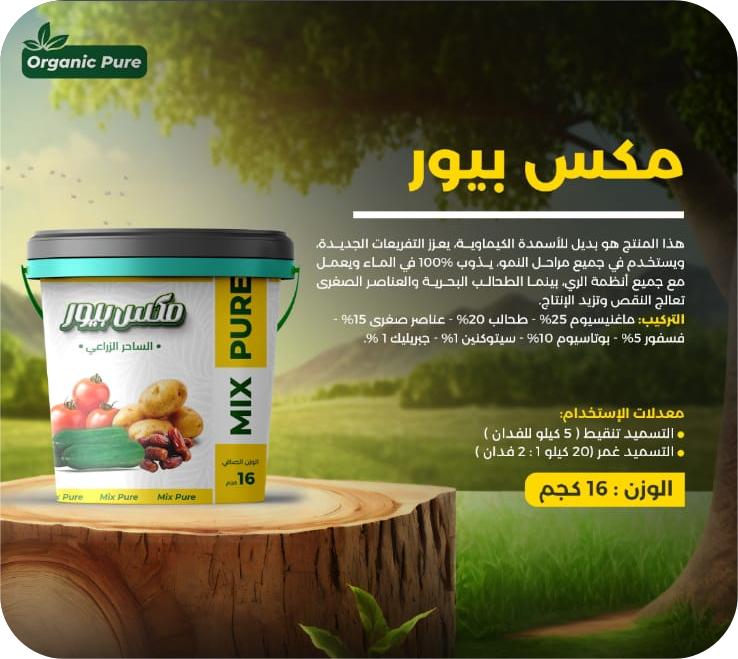 Organic Pure
مكس بيور
هذا المنتج هو بديل للأسمدة الكيماوية، يعزز التفريعات الجديدة،
ويستخدم في جميع مراحل النمو، يذوب 100% في الماء ويعمل
مع جميع أنظمة الري، بينما الطحالب البحرية والعناصر الصغرى
تعالج النقص وتزيد الإنتاج.
التركيب: ماغنيسيوم 25% - طحالب 20% - عناصر صغرى 15% -
فسفور 5% - بوتاسيوم 10% - سيتوكنين 1% - جبريليك 1 %.
معدلات الإستخدام:
• التسميد تنقيط ( 5 كيلو للفدان )
• التسميد غمر (20 كيلو 1 : 2 فدان )
الوزن : 16 كجم
مكس بيور
• الساحر الزراعي •
MIX PURE
الوزن الصافي
16 كجم
Pure
Mix Pure
Mix Pure